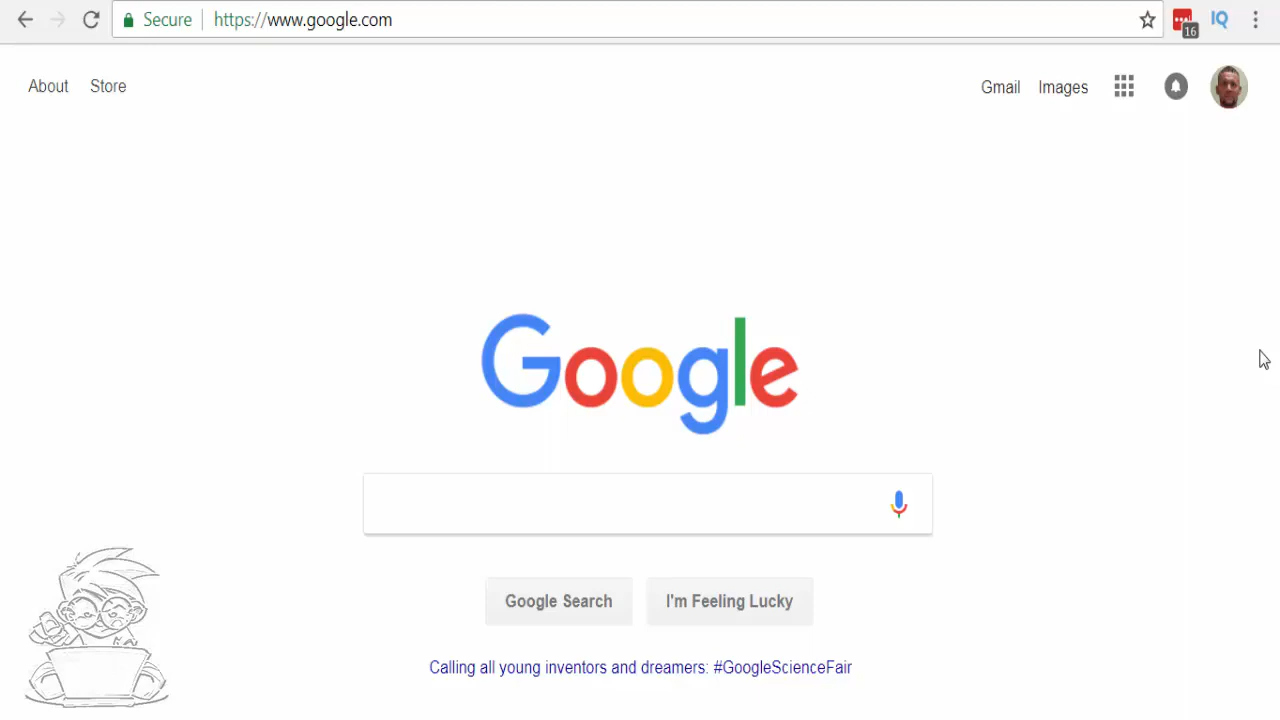 Secure https://www.google.com
16
IQ
About Store
Gmail Images
Google
Google Search I'm Feeling Lucky
Calling all young inventors and dreamers: #GoogleScienceFair